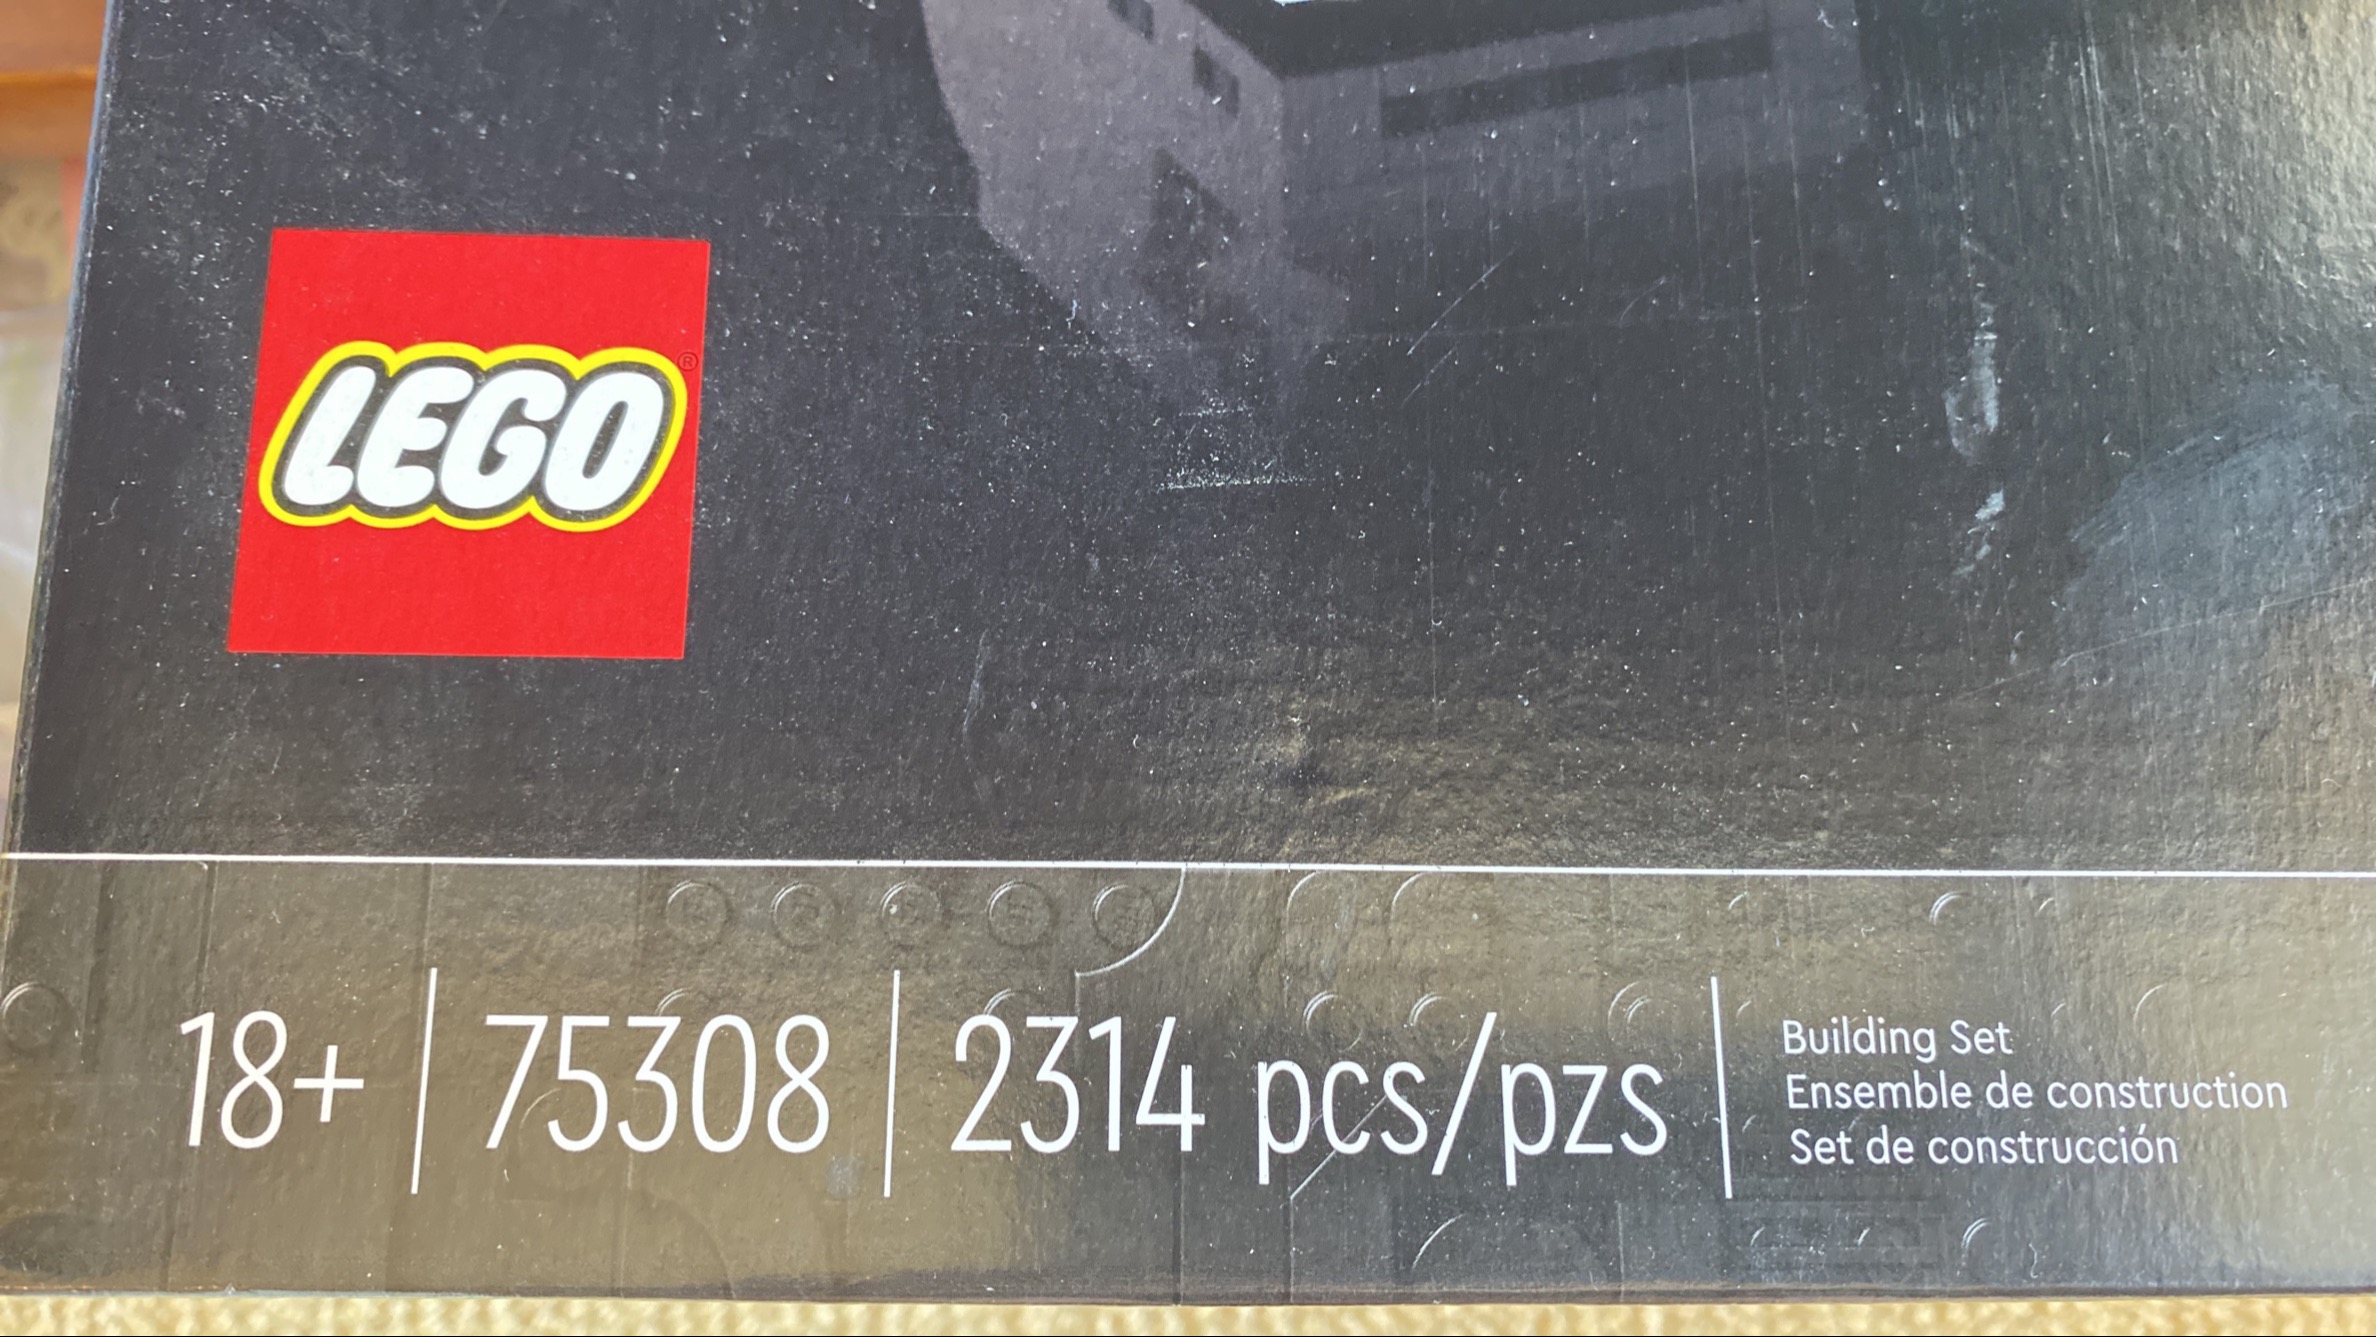 LEGO®
18+ | 75308 | 2314 pcs/pzs
Building Set
Ensemble de construction
Set de construcción